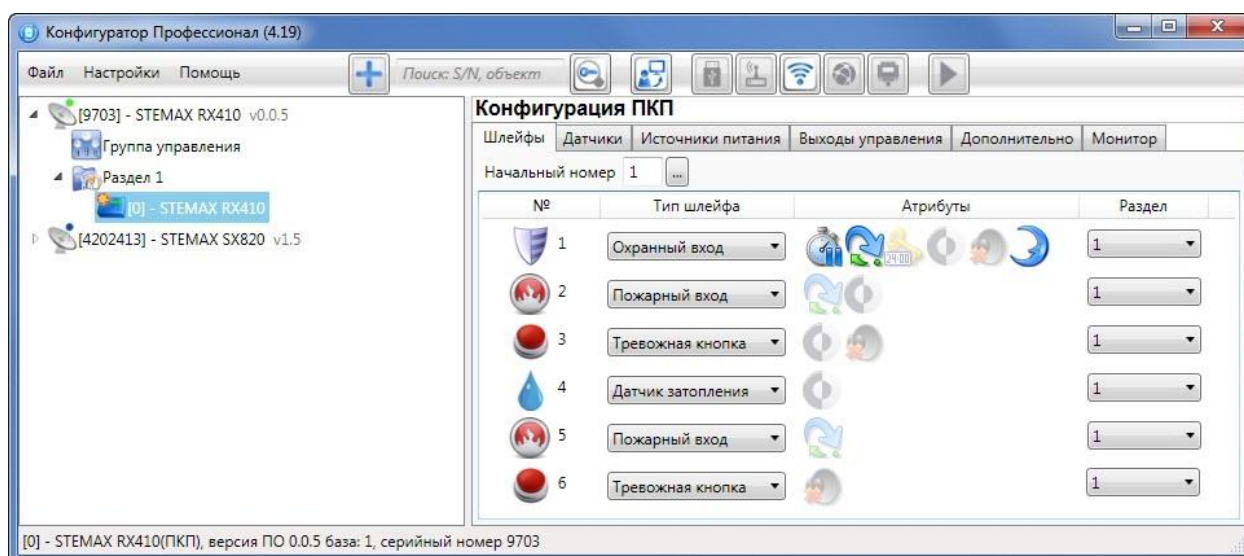 Конфигуратор Профессионал (4.19)
Файл Настройки Помощь Поиск: S/N, объект
[9703] - STEMAX RX410 v0.0.5
Группа управления
Раздел 1
[0] - STEMAX RX410
[4202413] - STEMAX SX820 v1.5
Конфигурация ПКП
Шлейфы Датчики Источники питания Выходы управления Дополнительно Монитор
Начальный номер 1 ...
№ Тип шлейфа Атрибуты Раздел
1 Охранный вход 24:00 1
2 Пожарный вход 1
3 Тревожная кнопка 1
4 Датчик затопления 1
5 Пожарный вход 1
6 Тревожная кнопка 1
[0] - STEMAX RX410(ПКП), версия ПО 0.0.5 база: 1, серийный номер 9703